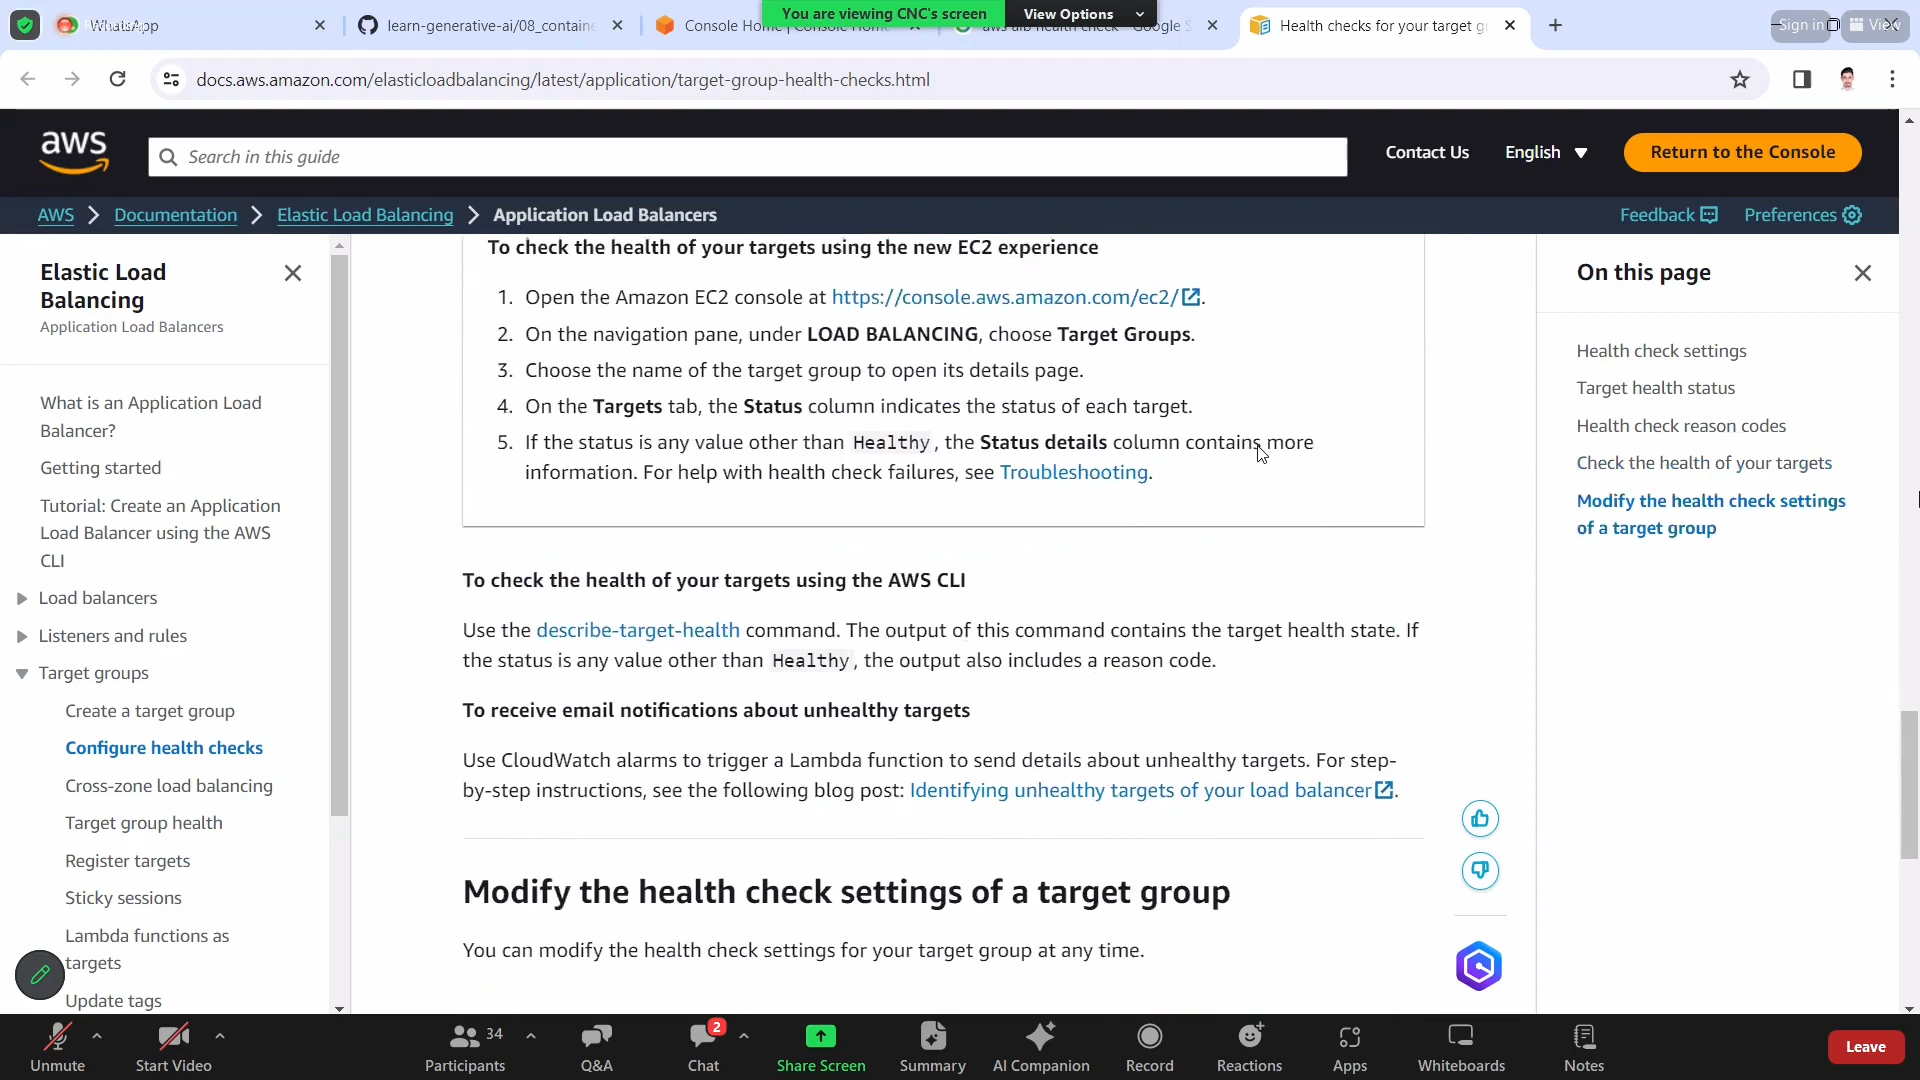 WhatsApp
learn-generative-ai/08_containe
Console Home | Console Home
aws alb health check - Google S
Health checks for your target g
You are viewing CNC's screen
View Options
Sign in
View
docs.aws.amazon.com/elasticloadbalancing/latest/application/target-group-health-checks.html
aws
Search in this guide
Contact Us
English
Return to the Console
AWS
Documentation
Elastic Load Balancing
Application Load Balancers
Feedback
Preferences
Elastic Load
Balancing
Application Load Balancers
What is an Application Load
Balancer?
Getting started
Tutorial: Create an Application
Load Balancer using the AWS
CLI
Load balancers
Listeners and rules
Target groups
Create a target group
Configure health checks
Cross-zone load balancing
Target group health
Register targets
Sticky sessions
Lambda functions as
targets
Update tags
To check the health of your targets using the new EC2 experience
1. Open the Amazon EC2 console at https://console.aws.amazon.com/ec2/.
2. On the navigation pane, under LOAD BALANCING, choose Target Groups.
3. Choose the name of the target group to open its details page.
4. On the Targets tab, the Status column indicates the status of each target.
5. If the status is any value other than Healthy, the Status details column contains more
information. For help with health check failures, see Troubleshooting.
To check the health of your targets using the AWS CLI
Use the describe-target-health command. The output of this command contains the target health state. If
the status is any value other than Healthy, the output also includes a reason code.
To receive email notifications about unhealthy targets
Use CloudWatch alarms to trigger a Lambda function to send details about unhealthy targets. For step-
by-step instructions, see the following blog post: Identifying unhealthy targets of your load balancer.
Modify the health check settings of a target group
You can modify the health check settings for your target group at any time.
On this page
Health check settings
Target health status
Health check reason codes
Check the health of your targets
Modify the health check settings
of a target group
Unmute
Start Video
Participants
34
Q&A
Chat
2
Share Screen
Summary
AI Companion
Record
Reactions
Apps
Whiteboards
Notes
Leave